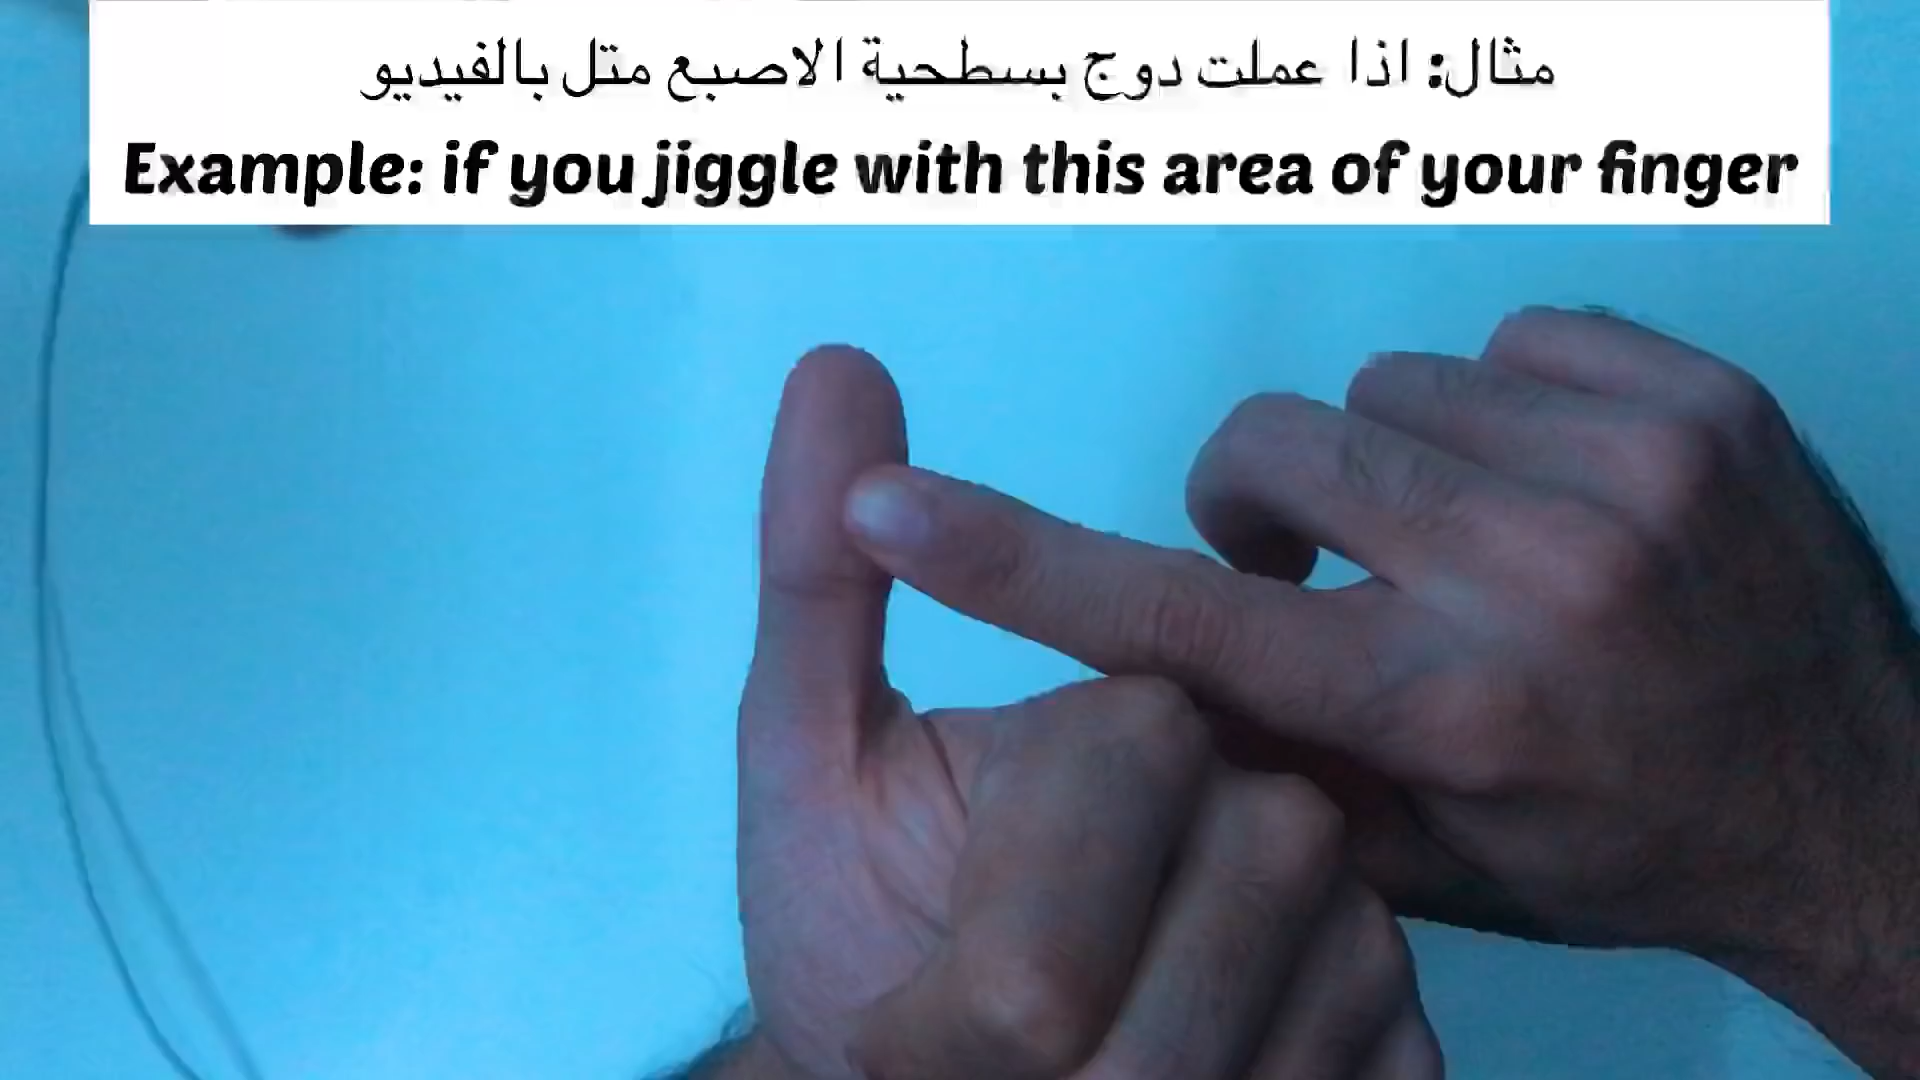 مثال: اذا عملت دوج بسطحية الاصبع متل بالفيديو
Example: if you jiggle with this area of your finger